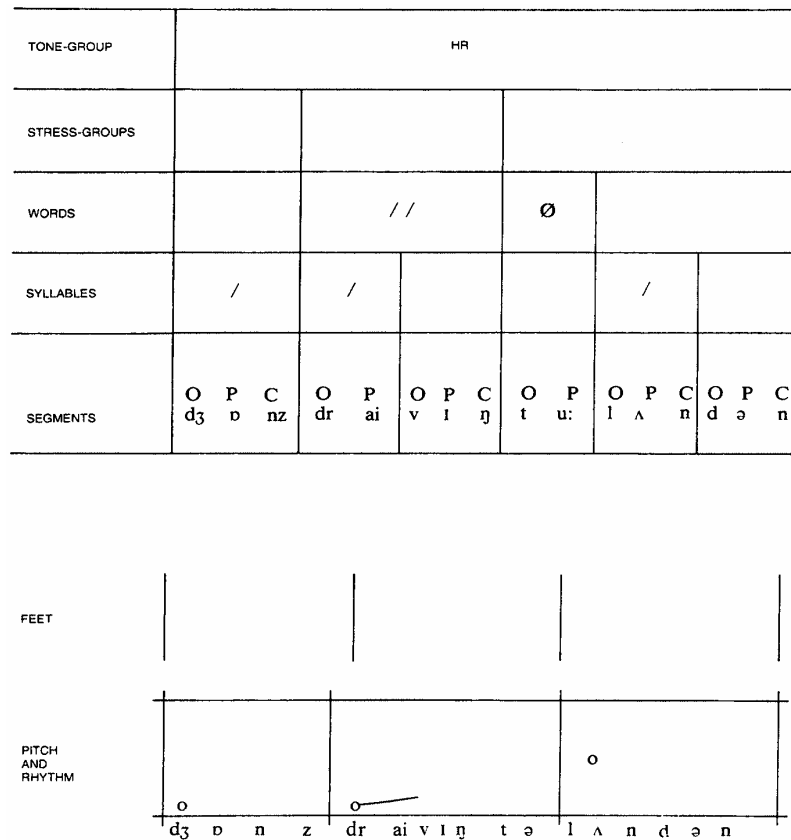 TONE-GROUP HR
STRESS-GROUPS
WORDS // Ø
SYLLABLES / / /
O P C O P O P C O P O P C O P C
SEGMENTS dʒ ɒ nz dr ai v ɪ ŋ t u: l ʌ n d ə n
FEET
PITCH
AND
RHYTHM
dʒ ɒ n z dr ai v ɪ ŋ t ə l ʌ n d ə n